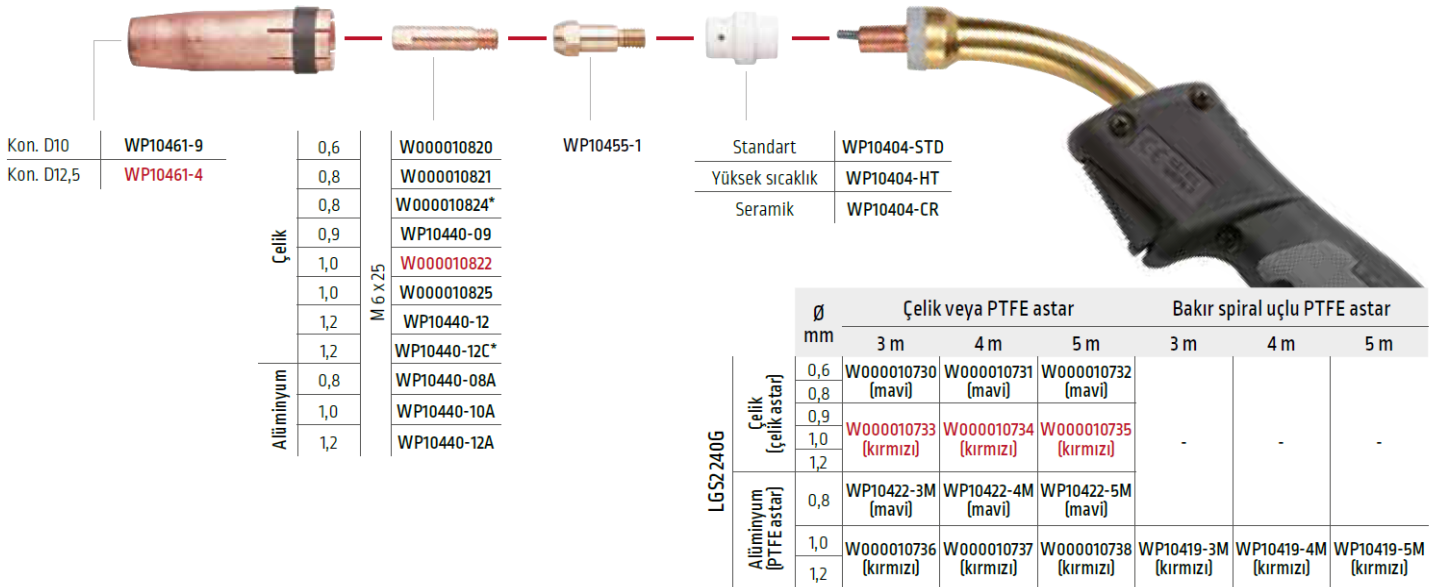 Kon. D10 WP10461-9
Kon. D12,5 WP10461-4
Çelik
0,6 W000010820
0,8 W000010821
0,8 W000010824*
0,9 WP10440-09
1,0 W000010822
1,0 W000010825
1,2 WP10440-12
1,2 WP10440-12C*
Alüminyum
0,8 WP10440-08A
1,0 WP10440-10A
1,2 WP10440-12A
M 6 x 25
WP10455-1
Standart WP10404-STD
Yüksek sıcaklık WP10404-HT
Seramik WP10404-CR
Ø
mm
Çelik veya PTFE astar Bakır spiral uçlu PTFE astar
3 m 4 m 5 m 3 m 4 m 5 m
LGS2 240G
Çelik
(çelik astar)
0,6
0,8
W000010730 W000010731 W000010732
(mavi) (mavi) (mavi)
0,9
1,0
1,2
W000010733 W000010734 W000010735
(kırmızı) (kırmızı) (kırmızı)
- - -
Alüminyum
(PTFE astar)
0,8
WP10422-3M WP10422-4M WP10422-5M
(mavi) (mavi) (mavi)
1,0
1,2
W000010736 W000010737 W000010738 WP10419-3M WP10419-4M WP10419-5M
(kırmızı) (kırmızı) (kırmızı) (kırmızı) (kırmızı) (kırmızı)